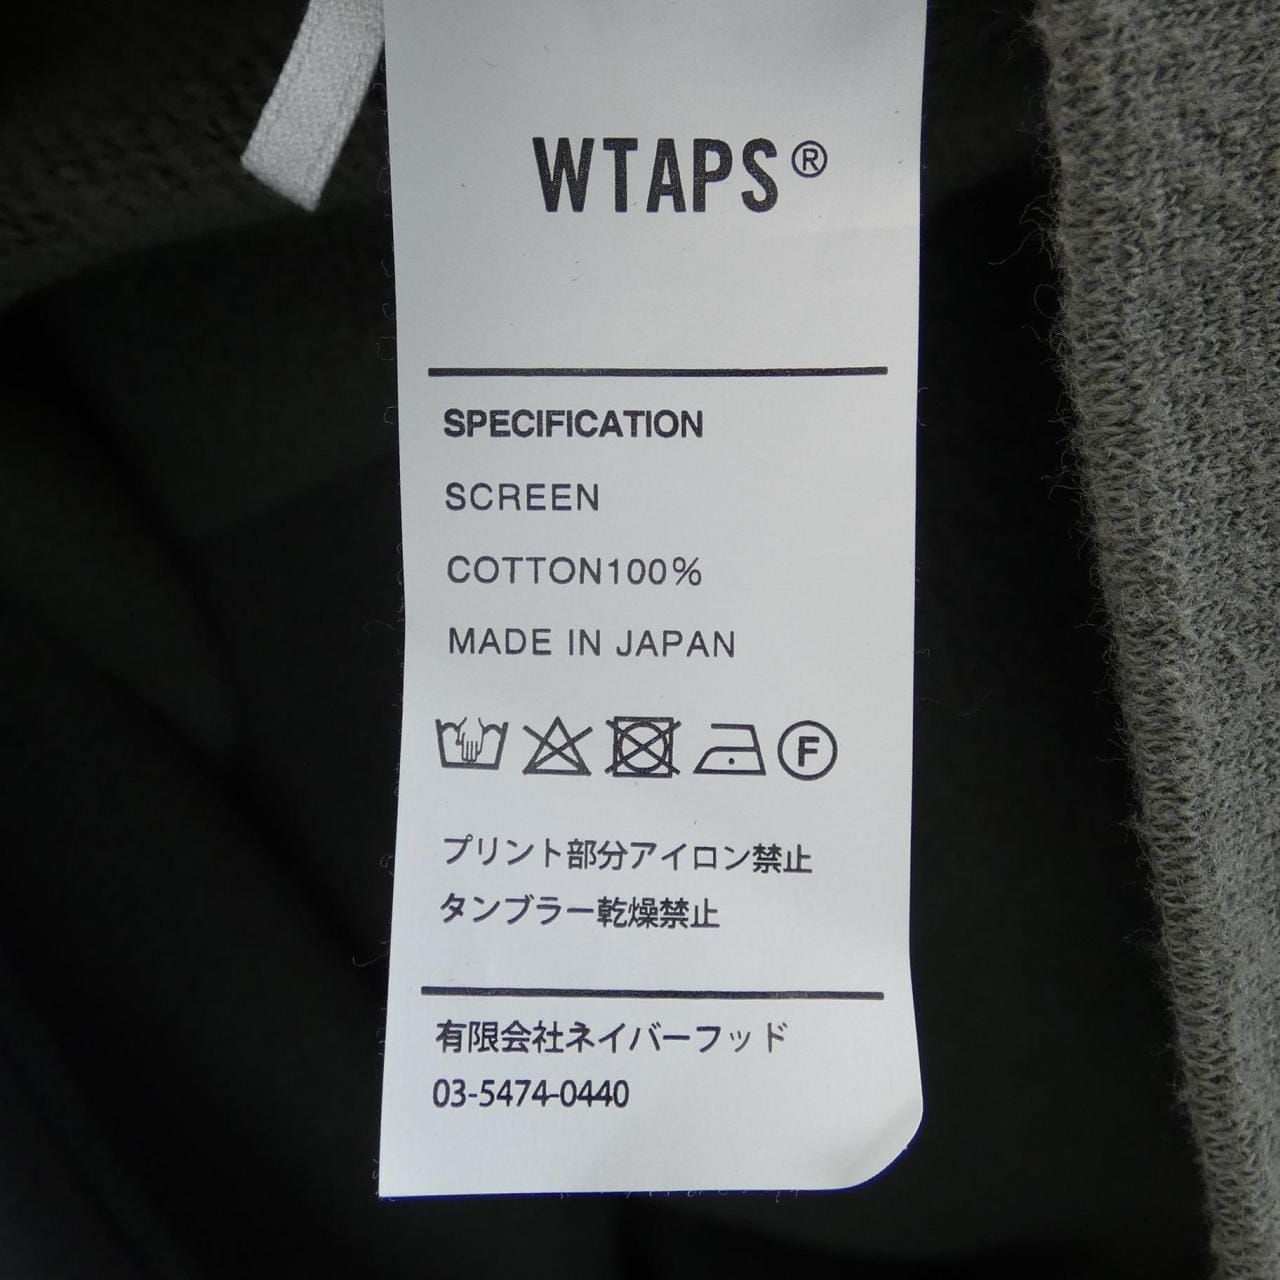 WTAPS®
SPECIFICATION
SCREEN
COTTON100%
MADE IN JAPAN
F
プリント部分アイロン禁止
タンブラー乾燥禁止
有限会社ネイバーフッド
03-5474-0440